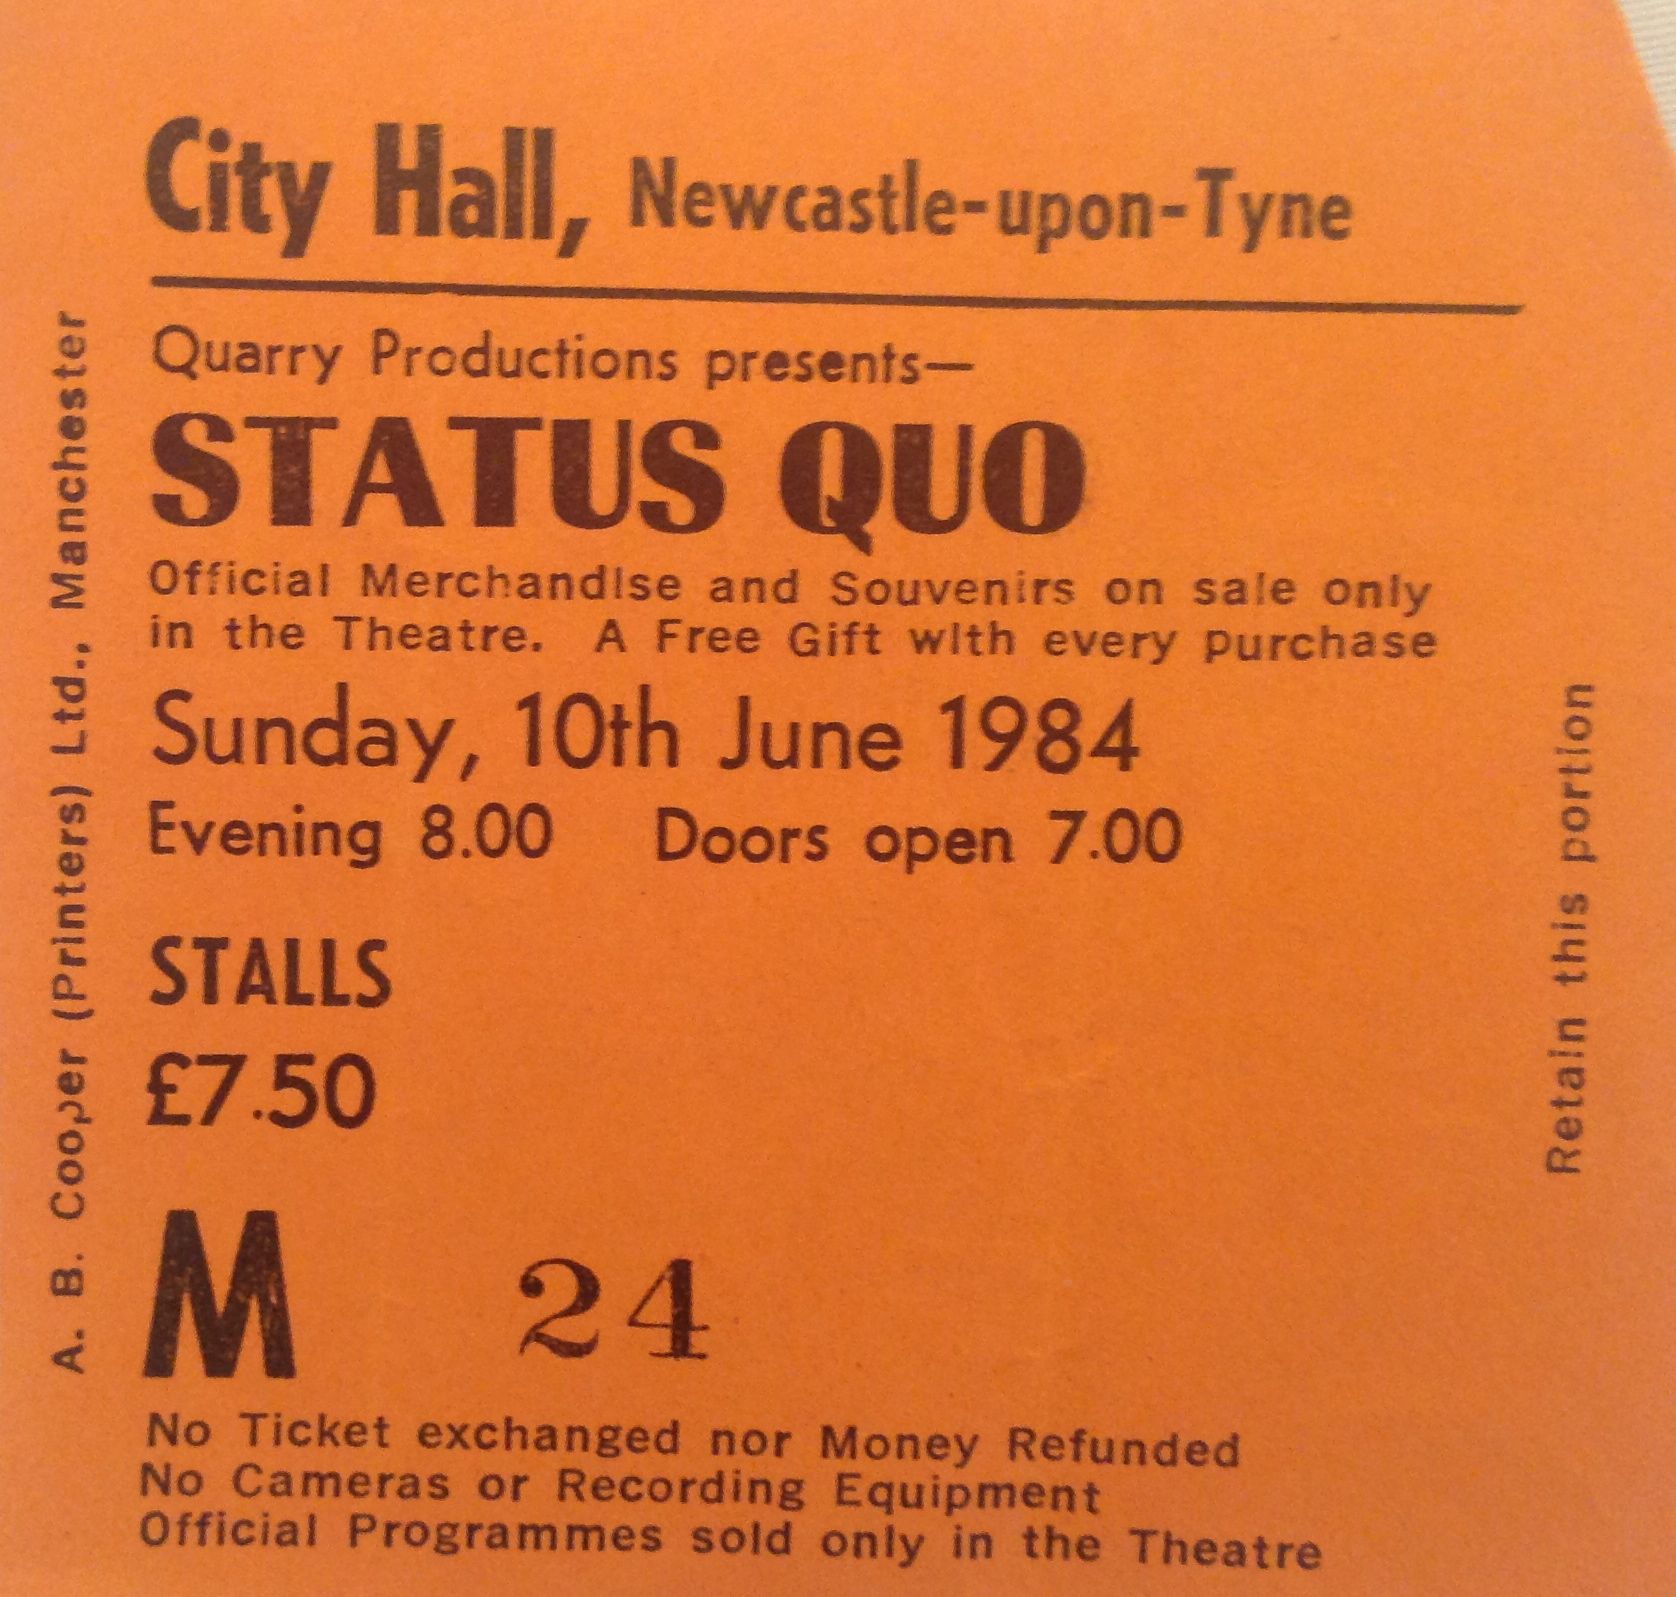 City Hall, Newcastle-upon-Tyne
Quarry Productions presents—
STATUS QUO
Official Merchandise and Souvenirs on sale only
in the Theatre. A Free Gift with every purchase
Sunday, 10th June 1984
Evening 8.00 Doors open 7.00
STALLS
£7.50
M 24
No Ticket exchanged nor Money Refunded
No Cameras or Recording Equipment
Official Programmes sold only in the Theatre
A. B. Cooper (Printers) Ltd., Manchester
Retain this portion